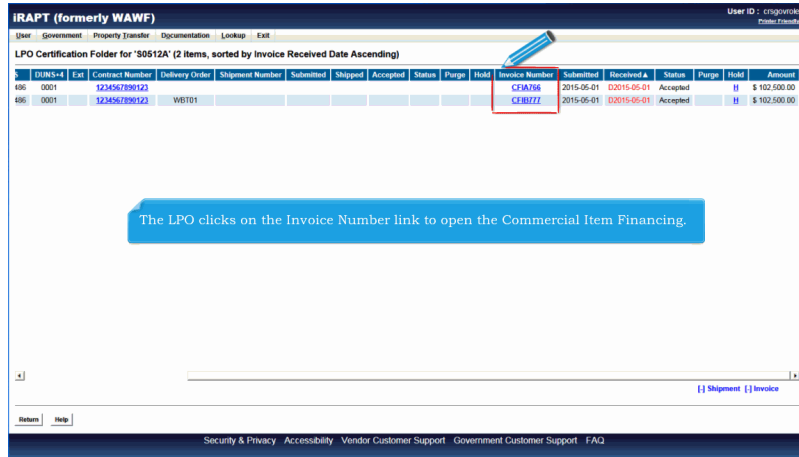 iRAPT (formerly WAWF)
User ID : crsgovrole
Printer Friendly
User Government Property Transfer Documentation Lookup Exit
LPO Certification Folder for 'S0512A' (2 items, sorted by Invoice Received Date Ascending)
S DUNS+4 Ext Contract Number Delivery Order Shipment Number Submitted Shipped Accepted Status Purge Hold Invoice Number Submitted Received▲ Status Purge Hold Amount
486 0001 1234567890123 CFIA766 2015-05-01 D2015-05-01 Accepted H $ 102,500.00
486 0001 1234567890123 WBT01 CFIB777 2015-05-01 D2015-05-01 Accepted H $ 102,500.00
The LPO clicks on the Invoice Number link to open the Commercial Item Financing.
[-] Shipment [-] Invoice
Return Help
Security & Privacy Accessibility Vendor Customer Support Government Customer Support FAQ